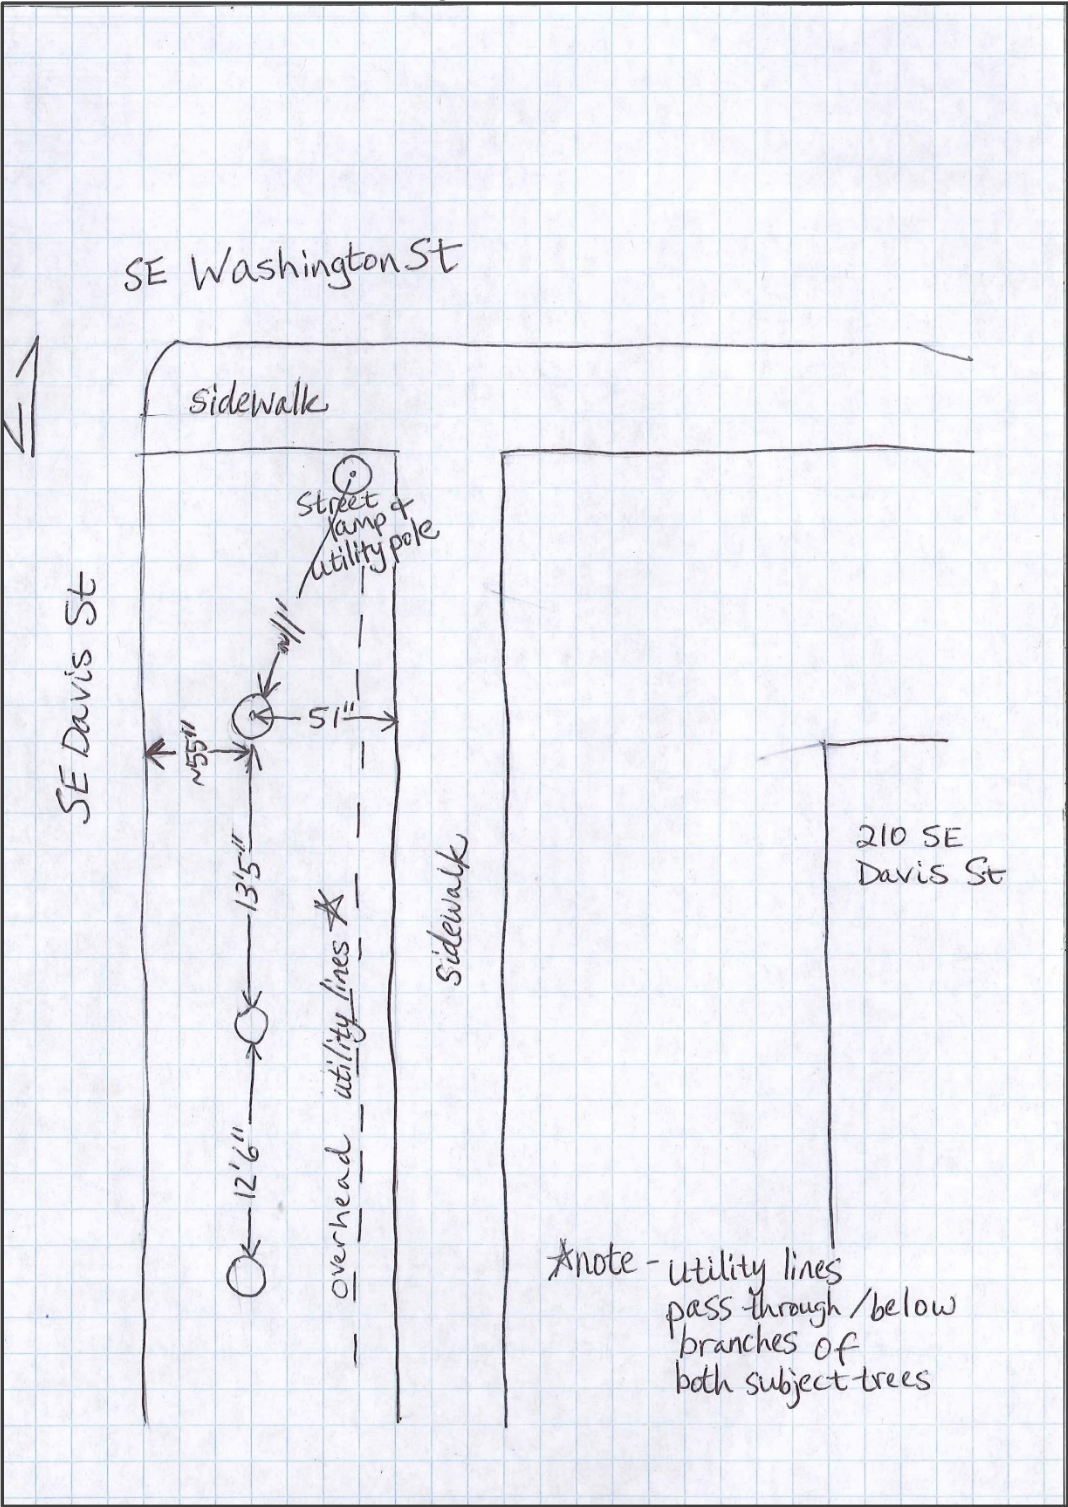 SE Washington St
Sidewalk
Street
lamp +
utility pole
~11'
SE Davis St
51"
~55"
13'5"
210 SE
Davis St
Sidewalk
overhead utility lines ☆
12'6"
☆note - utility lines
pass through/below
branches of
both subject trees